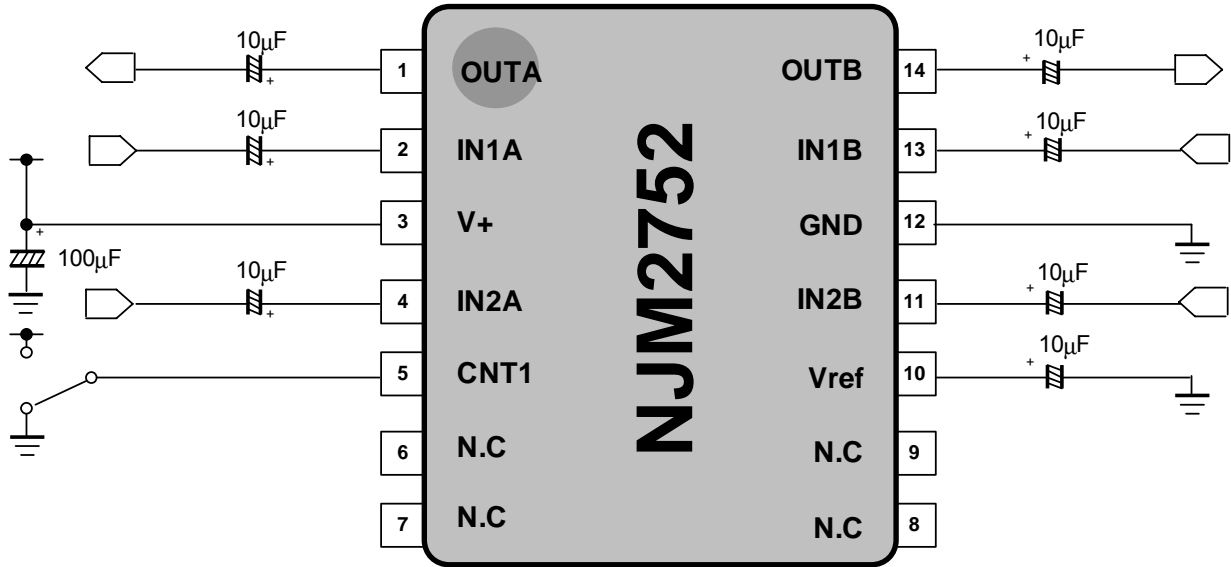 10µF
1
OUTA
10µF
2
IN1A
3
V+
100µF
10µF
4
IN2A
5
CNT1
6
N.C
7
N.C
NJM2752
OUTB
14
10µF
IN1B
13
10µF
GND
12
IN2B
11
10µF
Vref
10
10µF
N.C
9
N.C
8